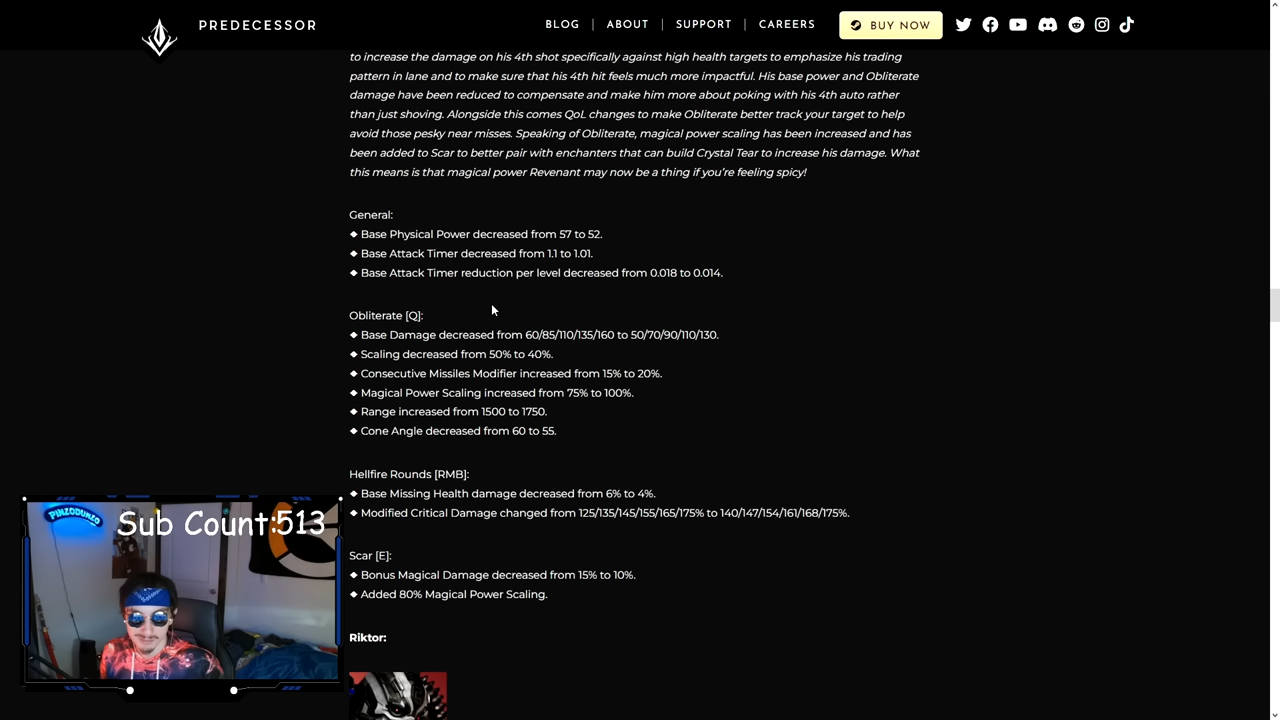 PREDECESSOR
BLOG | ABOUT | SUPPORT | CAREERS BUY NOW
to increase the damage on his 4th shot specifically against high health targets to emphasize his trading
pattern in lane and to make sure that his 4th hit feels much more impactful. His base power and Obliterate
damage have been reduced to compensate and make him more about poking with his 4th auto rather
than just shoving. Alongside this comes QoL changes to make Obliterate better track your target to help
avoid those pesky near misses. Speaking of Obliterate, magical power scaling has been increased and has
been added to Scar to better pair with enchanters that can build Crystal Tear to increase his damage. What
this means is that magical power Revenant may now be a thing if you're feeling spicy!
General:
❖ Base Physical Power decreased from 57 to 52.
❖ Base Attack Timer decreased from 1.1 to 1.01.
❖ Base Attack Timer reduction per level decreased from 0.018 to 0.014.
Obliterate [Q]:
❖ Base Damage decreased from 60/85/110/135/160 to 50/70/90/110/130.
❖ Scaling decreased from 50% to 40%.
❖ Consecutive Missiles Modifier increased from 15% to 20%.
❖ Magical Power Scaling increased from 75% to 100%.
❖ Range increased from 1500 to 1750.
❖ Cone Angle decreased from 60 to 55.
Hellfire Rounds [RMB]:
❖ Base Missing Health damage decreased from 6% to 4%.
❖ Modified Critical Damage changed from 125/135/145/155/165/175% to 140/147/154/161/168/175%.
Scar [E]:
❖ Bonus Magical Damage decreased from 15% to 10%.
❖ Added 80% Magical Power Scaling.
Riktor:
PINZODUNZO
Sub Count:513